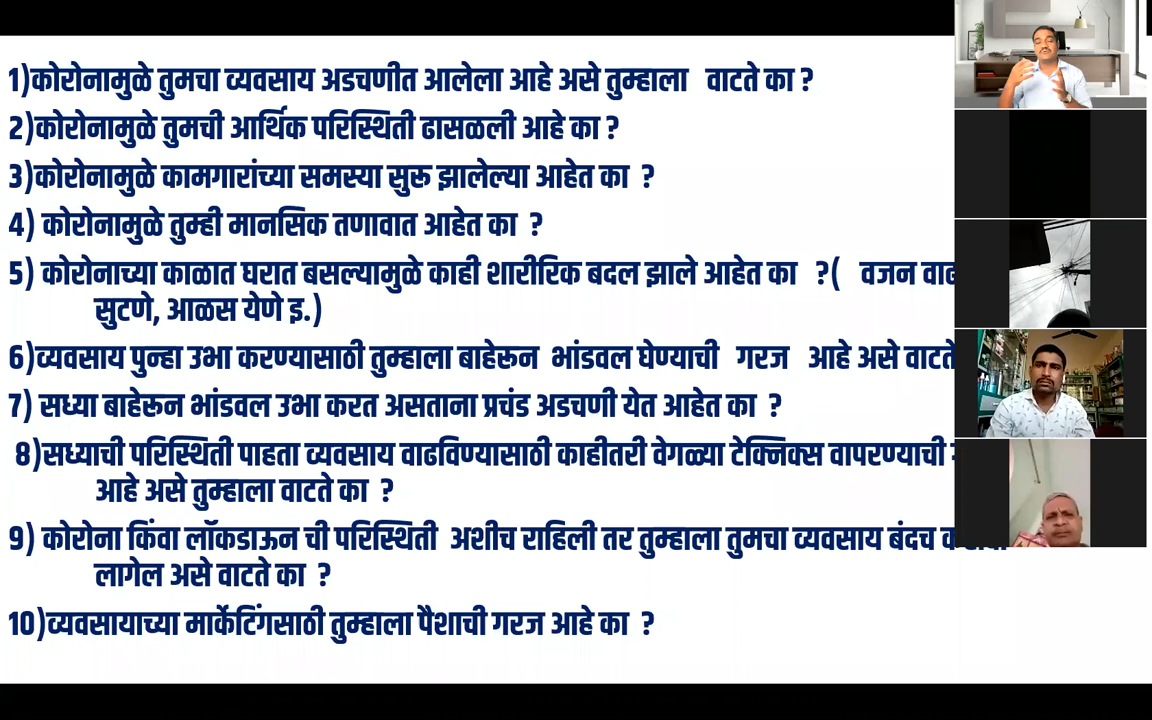 1)कोरोनामुळे तुमचा व्यवसाय अडचणीत आलेला आहे असे तुम्हाला वाटते का ?
2)कोरोनामुळे तुमची आर्थिक परिस्थिती ढासळली आहे का ?
3)कोरोनामुळे कामगारांच्या समस्या सुरू झालेल्या आहेत का ?
4) कोरोनामुळे तुम्ही मानसिक तणावात आहेत का ?
5) कोरोनाच्या काळात घरात बसल्यामुळे काही शारीरिक बदल झाले आहेत का ?( वजन
सुटणे, आळस येणे इ.)
6)व्यवसाय पुन्हा उभा करण्यासाठी तुम्हाला बाहेरून भांडवल घेण्याची गरज आहे असे वाटते
7) सध्या बाहेरून भांडवल उभा करत असताना प्रचंड अडचणी येत आहेत का ?
8)सध्याची परिस्थिती पाहता व्यवसाय वाढविण्यासाठी काहीतरी वेगळ्या टेक्निक्स वापरण्याची
आहे असे तुम्हाला वाटते का ?
9) कोरोना किंवा लॉकडाऊन ची परिस्थिती अशीच राहिली तर तुम्हाला तुमचा व्यवसाय बंदच
लागेल असे वाटते का ?
10)व्यवसायाच्या मार्केटिंगसाठी तुम्हाला पैशाची गरज आहे का ?